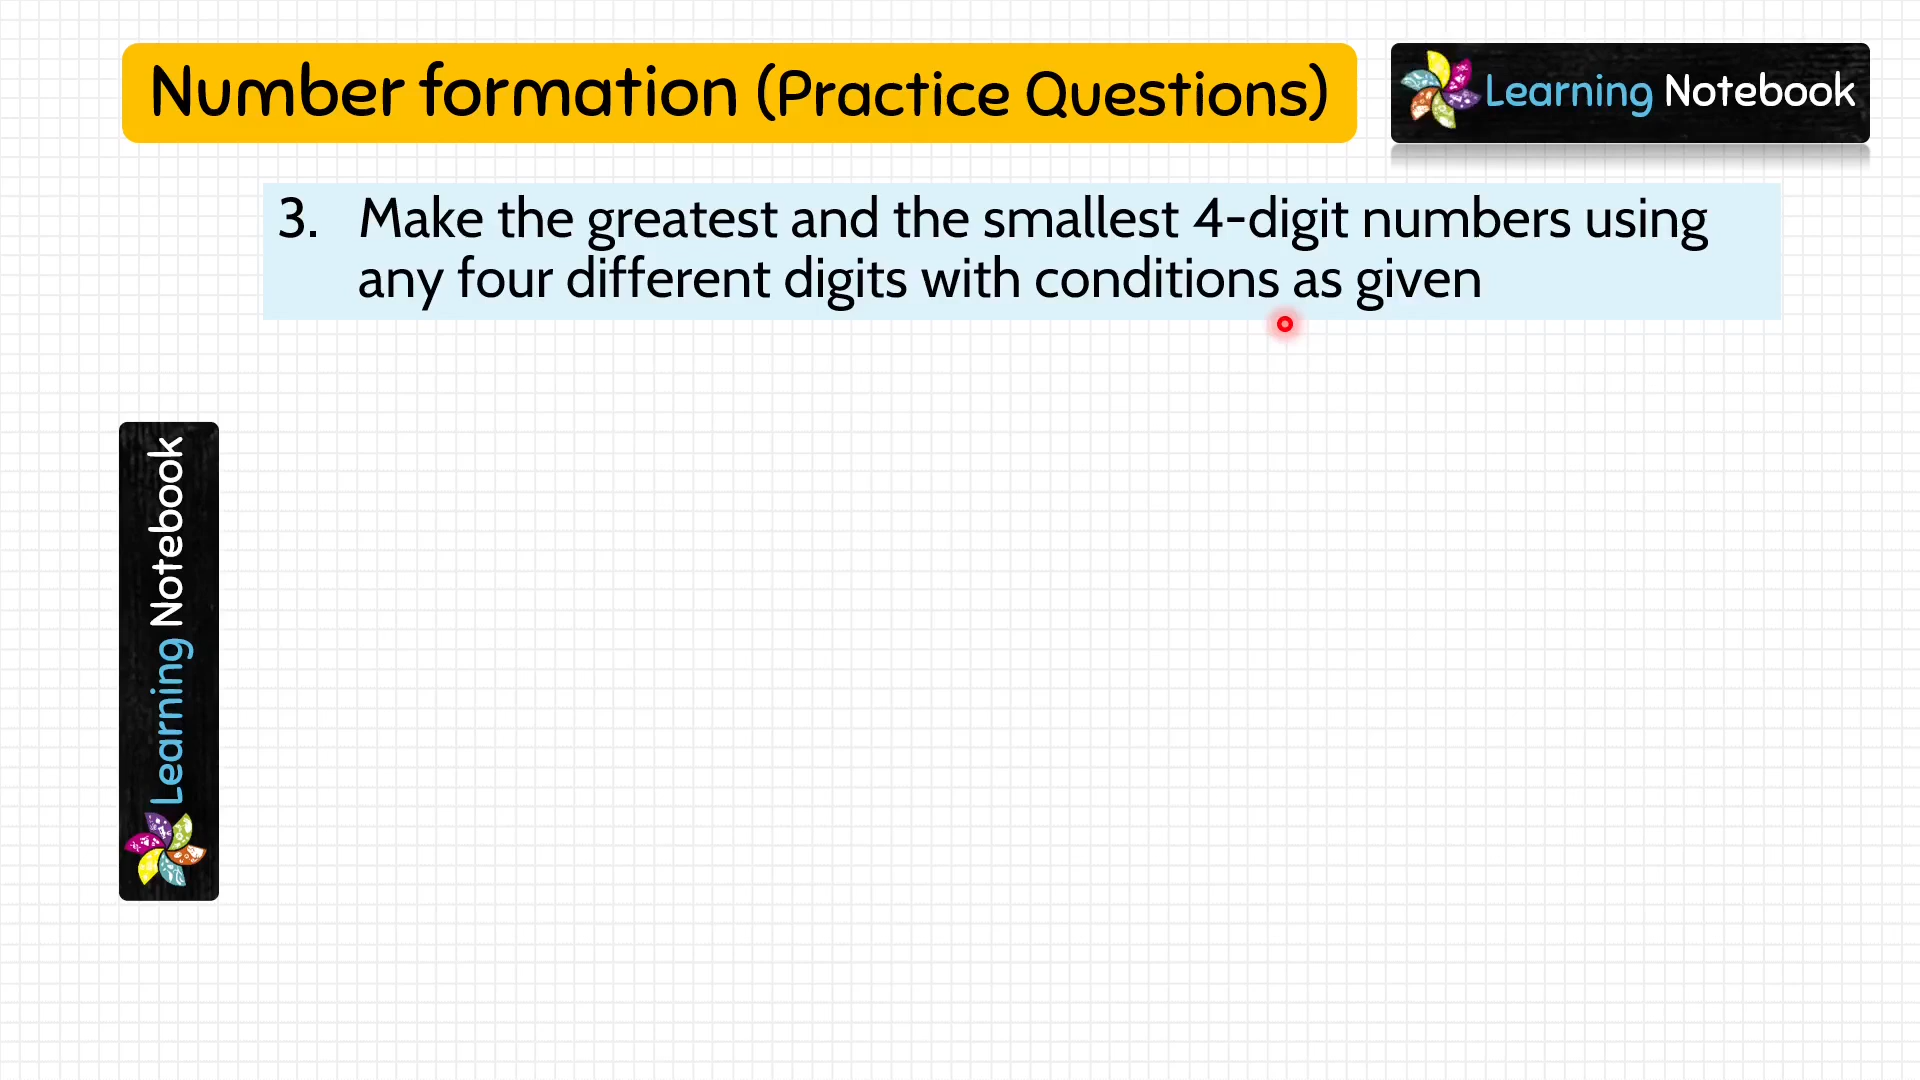 Number formation (Practice Questions)
Learning Notebook
3. Make the greatest and the smallest 4-digit numbers using
any four different digits with conditions as given
Learning Notebook